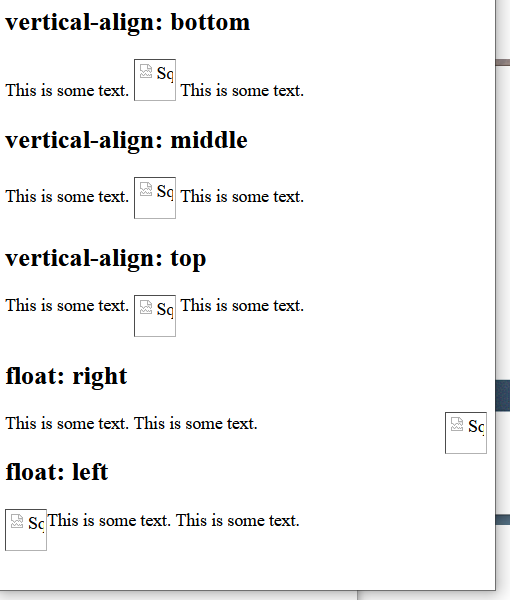 vertical-align: bottom
This is some text. Sq This is some text.
vertical-align: middle
This is some text. Sq This is some text.
vertical-align: top
This is some text. Sq This is some text.
float: right
This is some text. This is some text. Sq
float: left
Sq This is some text. This is some text.